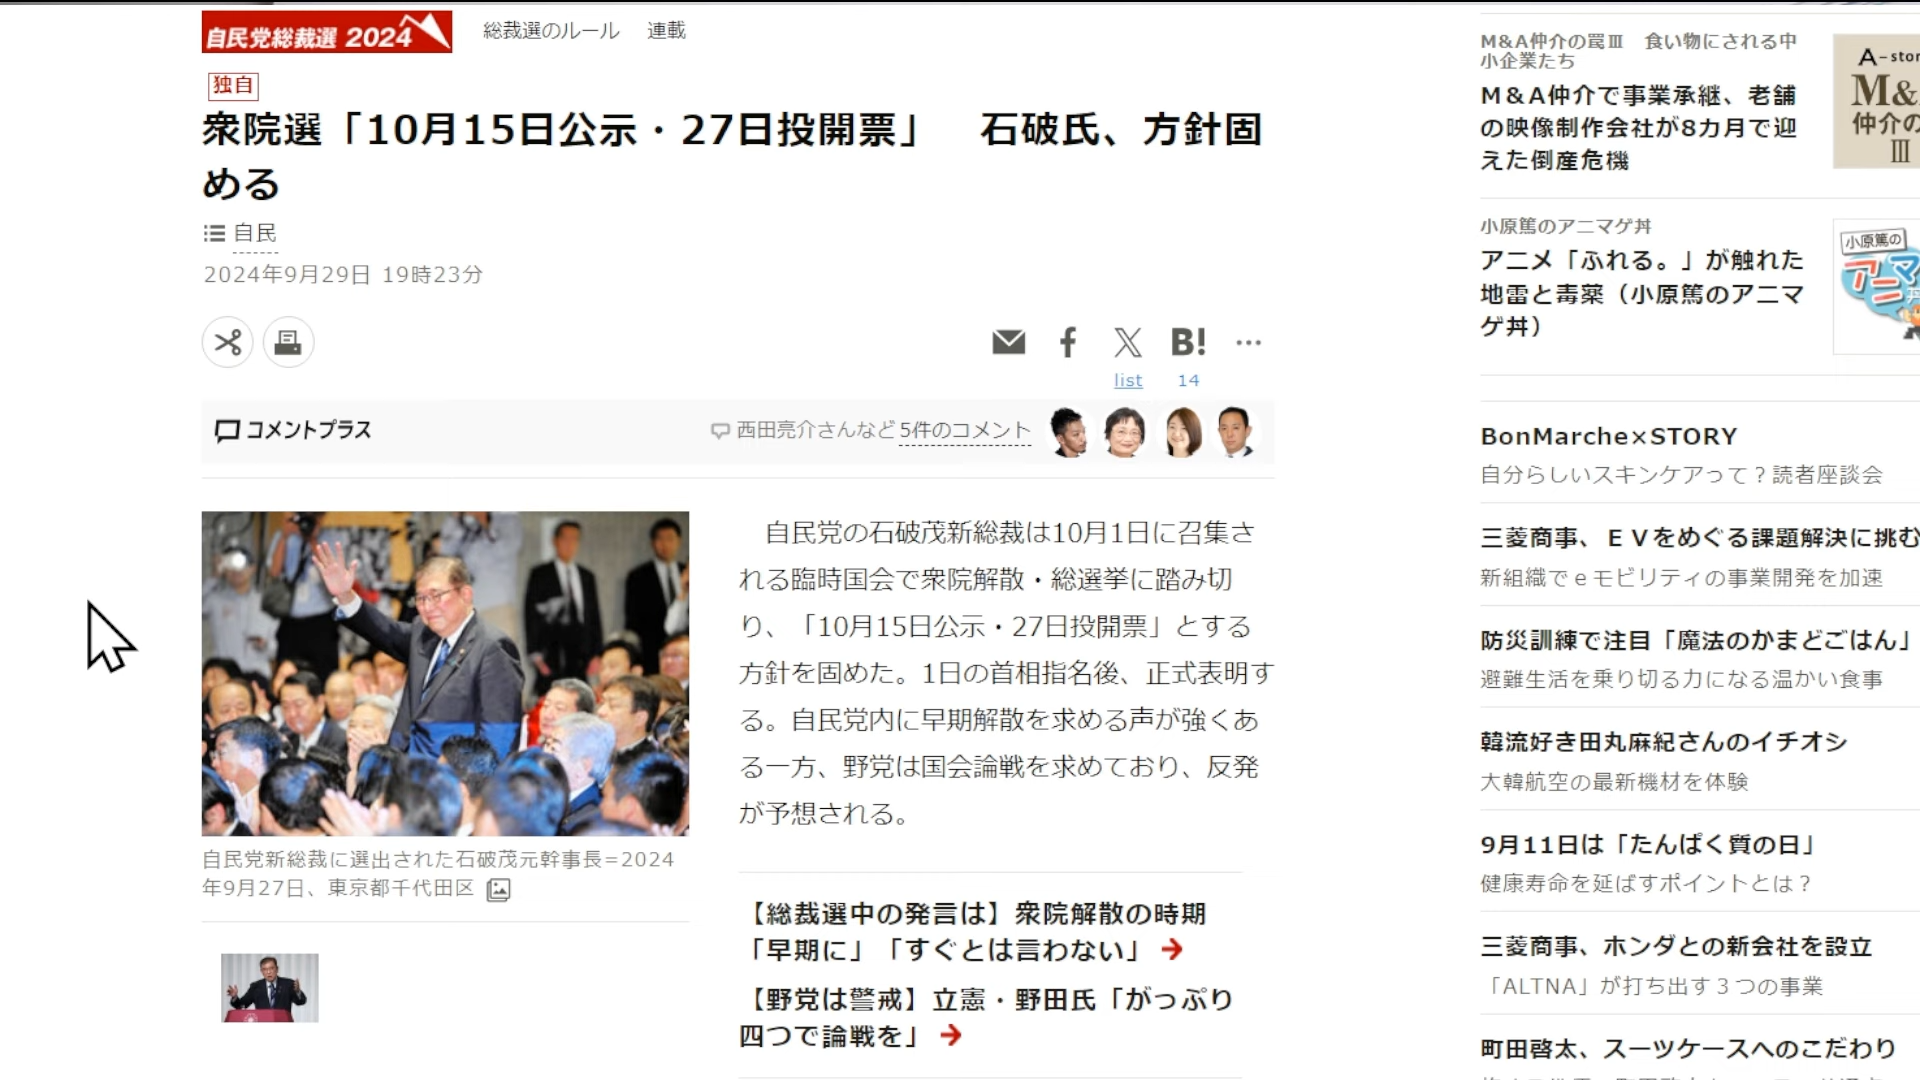 自民党総裁選 2024
総裁選のルール 連載
独自
衆院選「10月15日公示・27日投開票」 石破氏、方針固
める
自民
2024年9月29日 19時23分
list
14
コメントプラス
西田亮介さんなど5件のコメント
自民党の石破茂新総裁は10月1日に召集さ
れる臨時国会で衆院解散・総選挙に踏み切
り、「10月15日公示・27日投開票」とする
方針を固めた。1日の首相指名後、正式表明す
る。自民党内に早期解散を求める声が強くあ
る一方、野党は国会論戦を求めており、反発
が予想される。
自民党新総裁に選出された石破茂元幹事長=2024
年9月27日、東京都千代田区
【総裁選中の発言は】衆院解散の時期
「早期に」「すぐとは言わない」
【野党は警戒】立憲・野田氏「がっぷり
四つで論戦を」
M&A仲介の罠Ⅲ 食い物にされる中
小企業たち
M&A仲介で事業承継、老舗
の映像制作会社が8カ月で迎
えた倒産危機
A-stor
M&
仲介の
Ⅲ
小原篤のアニマゲ丼
アニメ「ふれる。」が触れた
地雷と毒薬（小原篤のアニマ
ゲ丼）
小原篤の
アニマ
BonMarche×STORY
自分らしいスキンケアって？読者座談会
三菱商事、ＥＶをめぐる課題解決に挑む
新組織でｅモビリティの事業開発を加速
防災訓練で注目「魔法のかまどごはん」
避難生活を乗り切る力になる温かい食事
韓流好き田丸麻紀さんのイチオシ
大韓航空の最新機材を体験
9月11日は「たんぱく質の日」
健康寿命を延ばすポイントとは？
三菱商事、ホンダとの新会社を設立
「ALTNA」が打ち出す３つの事業
町田啓太、スーツケースへのこだわり